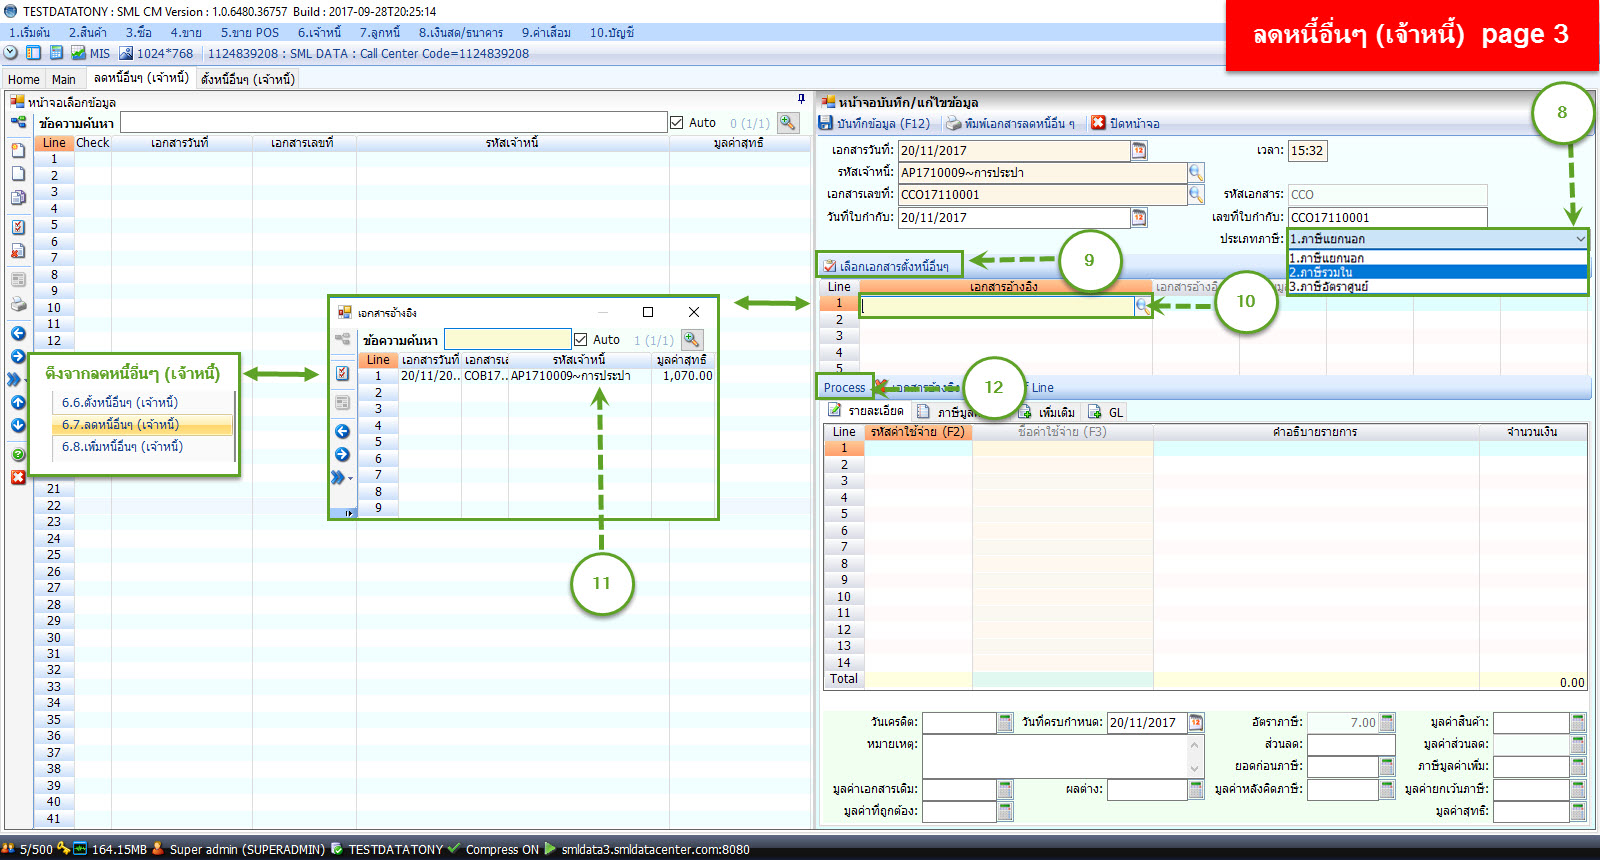 TESTDATATONY : SML CM Version : 1.0.6480.36757  Build : 2017-09-28T20:25:14
ลดหนี้อื่นๆ (เจ้าหนี้)  page 3
1.เริ่มต้น 2.สินค้า 3.ซื้อ 4.ขาย 5.ขาย POS 6.เจ้าหนี้ 7.ลูกหนี้ 8.เงินสด/ธนาคาร 9.ค่าเสื่อม 10.บัญชี
MIS 1024*768 1124839208 : SML DATA : Call Center Code=1124839208
Home Main ลดหนี้อื่นๆ (เจ้าหนี้) ตั้งหนี้อื่นๆ (เจ้าหนี้)
หน้าจอเลือกข้อมูล
ข้อความค้นหา Auto 0 (1/1)
Line Check เอกสารวันที่ เอกสารเลขที่ รหัสเจ้าหนี้ มูลค่าสุทธิ
1
2
3
4
5
6
7
8
9
10
11
12
21
22
23
24
25
26
27
28
29
30
31
32
33
34
35
36
37
38
39
40
41
ดึงจากลดหนี้อื่นๆ (เจ้าหนี้)
6.6.ตั้งหนี้อื่นๆ (เจ้าหนี้)
6.7.ลดหนี้อื่นๆ (เจ้าหนี้)
6.8.เพิ่มหนี้อื่นๆ (เจ้าหนี้)
เอกสารอ้างอิง
ข้อความค้นหา Auto 1 (1/1)
Line เอกสารวันที่ เอกสารเล รหัสเจ้าหนี้ มูลค่าสุทธิ
1 20/11/20.. COB17.. AP1710009~การประปา 1,070.00
2
3
4
5
6
7
8
9
11
หน้าจอบันทึก/แก้ไขข้อมูล
บันทึกข้อมูล (F12) พิมพ์เอกสารลดหนี้อื่น ๆ ปิดหน้าจอ
8
เอกสารวันที่: 20/11/2017 เวลา: 15:32
รหัสเจ้าหนี้: AP1710009~การประปา
เอกสารเลขที่: CCO17110001 รหัสเอกสาร: CCO
วันที่ใบกำกับ: 20/11/2017 เลขที่ใบกำกับ: CCO17110001
ประเภทภาษี: 1.ภาษีแยกนอก
1.ภาษีแยกนอก
2.ภาษีรวมใน
3.ภาษีอัตราศูนย์
เลือกเอกสารตั้งหนี้อื่นๆ 9
Line เอกสารอ้างอิง
1 10
2
3
4
5
Process เอกสารอ้างอิง 12 Line
รายละเอียด เพิ่มเติม GL
Line รหัสค่าใช้จ่าย (F2) ชื่อค่าใช้จ่าย (F3) คำอธิบายรายการ จำนวนเงิน
1
2
3
4
5
6
7
8
9
10
11
12
13
14
Total 0.00
วันเครดิต: วันที่ครบกำหนด: 20/11/2017 อัตราภาษี: 7.00 มูลค่าสินค้า:
หมายเหตุ: ส่วนลด: มูลค่าส่วนลด:
ยอดก่อนภาษี: ภาษีมูลค่าเพิ่ม:
มูลค่าเอกสารเดิม: ผลต่าง: มูลค่าหลังคิดภาษี: มูลค่ายกเว้นภาษี:
มูลค่าที่ถูกต้อง: มูลค่าสุทธิ:
5/500 164.15MB Super admin (SUPERADMIN) TESTDATATONY Compress ON smldata3.smldatacenter.com:8080